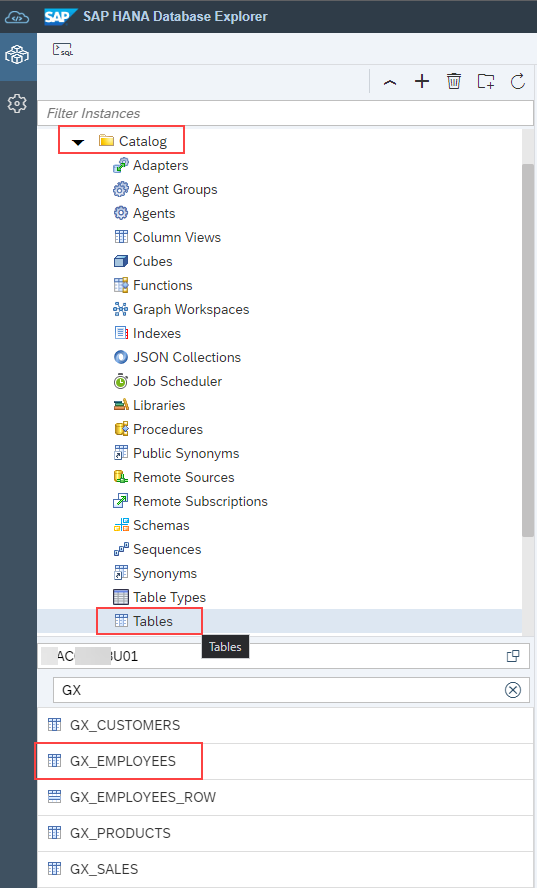 SAP SAP HANA Database Explorer
SQL
Filter Instances
Catalog
Adapters
Agent Groups
Agents
Column Views
Cubes
Functions
Graph Workspaces
Indexes
JSON Collections
Job Scheduler
Libraries
Procedures
Public Synonyms
Remote Sources
Remote Subscriptions
Schemas
Sequences
Synonyms
Table Types
Tables
Tables
U01
GX
GX_CUSTOMERS
GX_EMPLOYEES
GX_EMPLOYEES_ROW
GX_PRODUCTS
GX_SALES